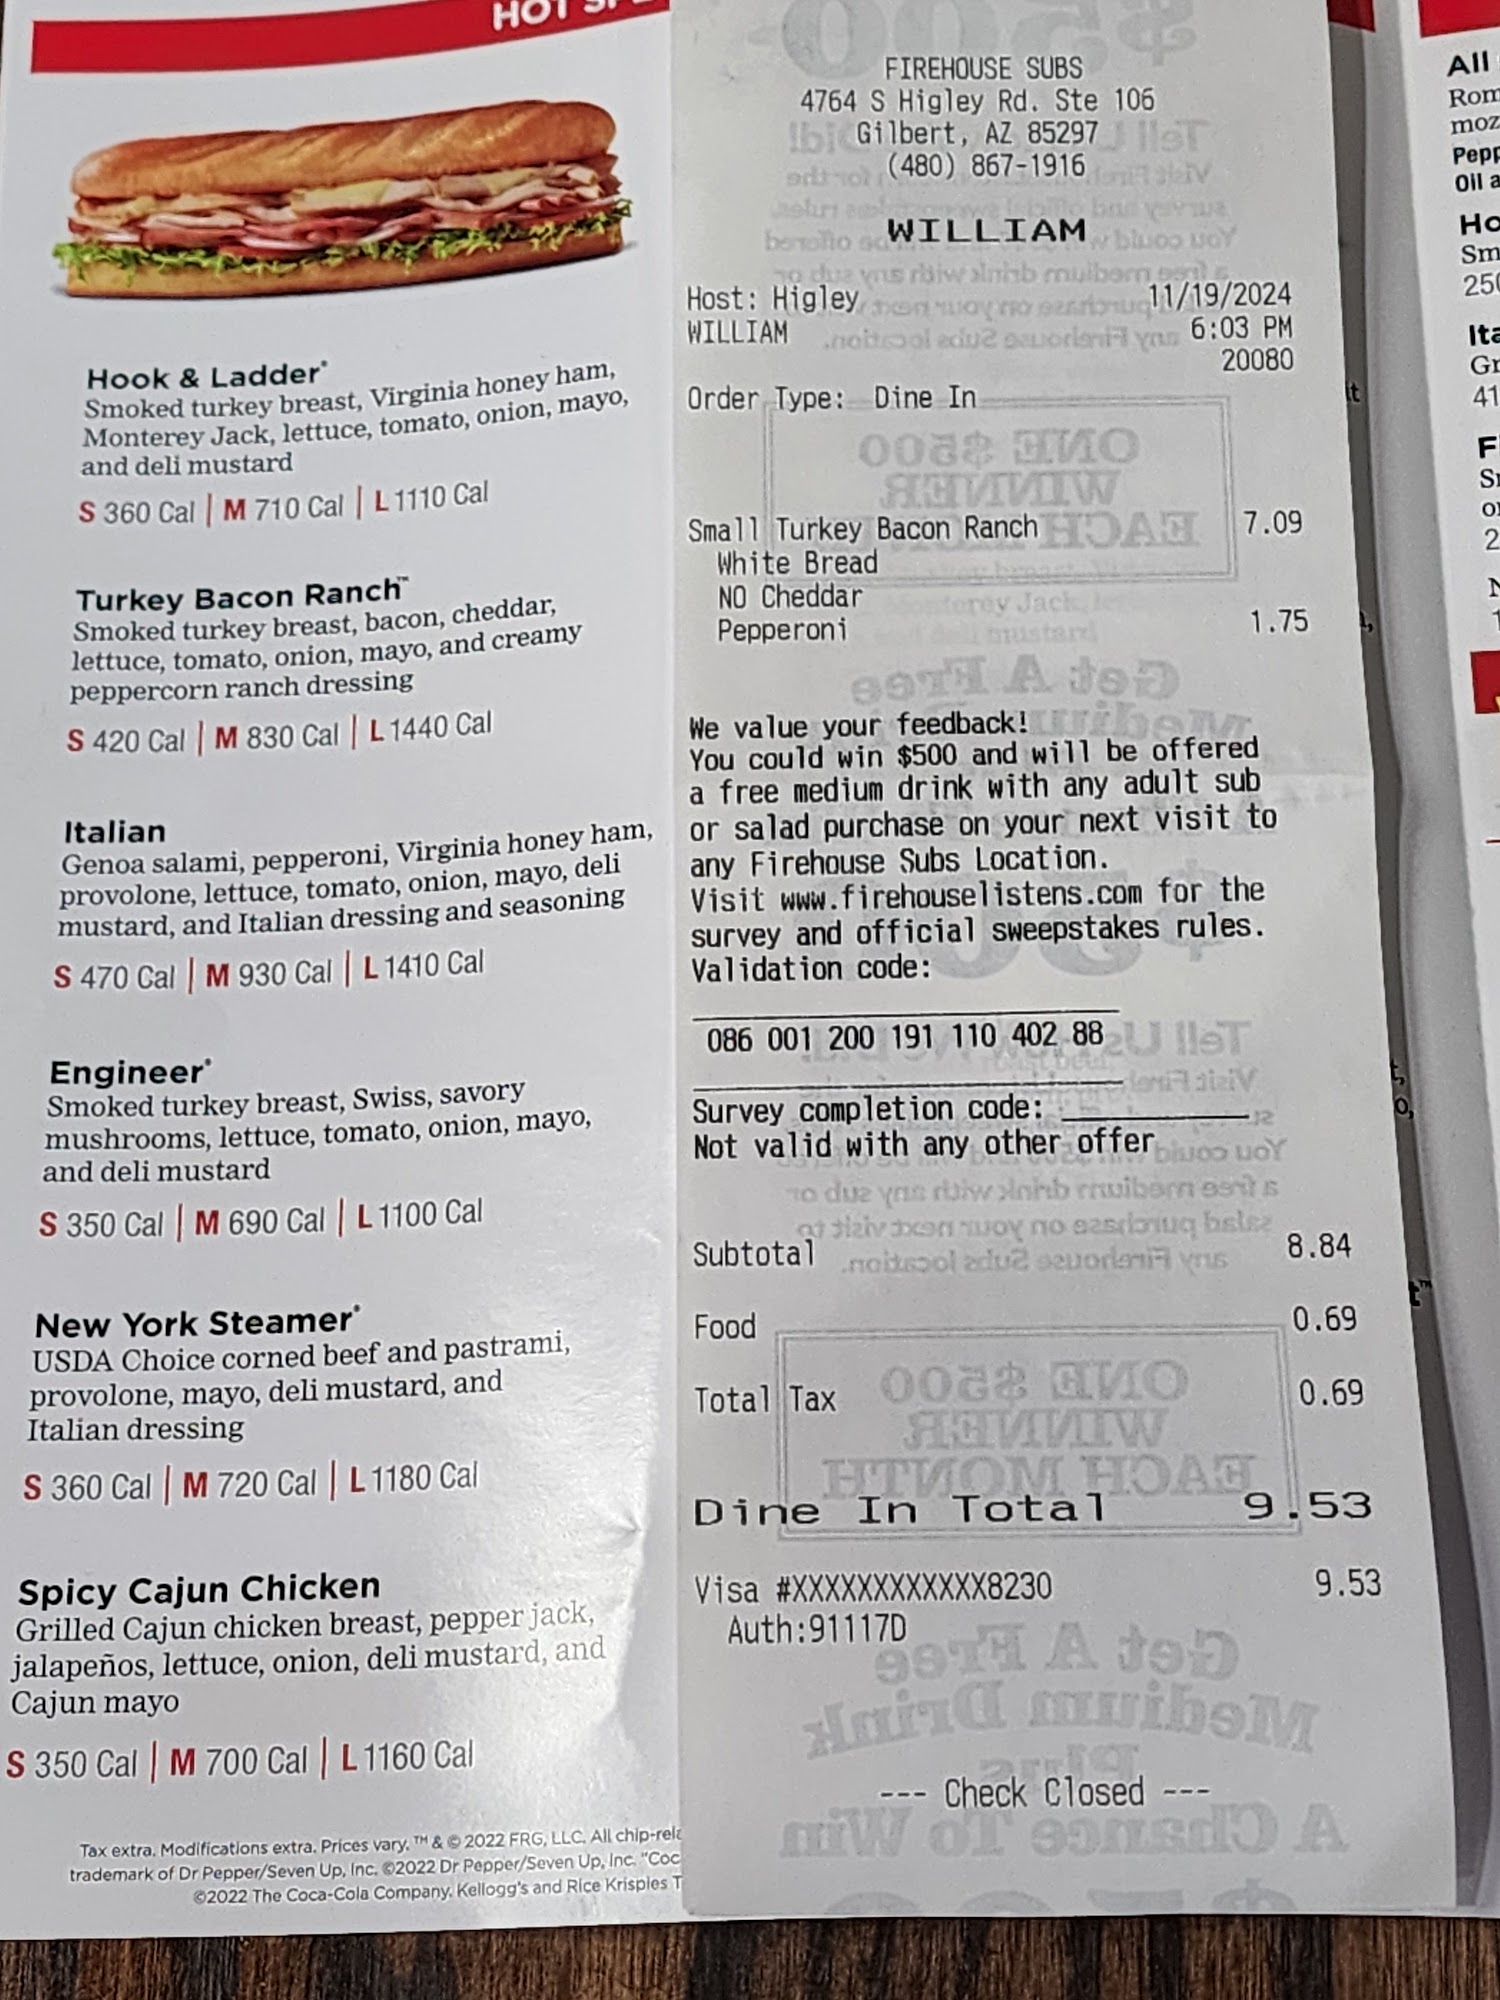 HOT
Hook & Ladder®
Smoked turkey breast, Virginia honey ham,
Monterey Jack, lettuce, tomato, onion, mayo,
and deli mustard
S 360 Cal | M 710 Cal | L 1110 Cal
Turkey Bacon Ranch™
Smoked turkey breast, bacon, cheddar,
lettuce, tomato, onion, mayo, and creamy
peppercorn ranch dressing
S 420 Cal | M 830 Cal | L 1440 Cal
Italian
Genoa salami, pepperoni, Virginia honey ham,
provolone, lettuce, tomato, onion, mayo, deli
mustard, and Italian dressing and seasoning
S 470 Cal | M 930 Cal | L 1410 Cal
Engineer®
Smoked turkey breast, Swiss, savory
mushrooms, lettuce, tomato, onion, mayo,
and deli mustard
S 350 Cal | M 690 Cal | L 1100 Cal
New York Steamer®
USDA Choice corned beef and pastrami,
provolone, mayo, deli mustard, and
Italian dressing
S 360 Cal | M 720 Cal | L 1180 Cal
Spicy Cajun Chicken
Grilled Cajun chicken breast, pepper jack,
jalapeños, lettuce, onion, deli mustard, and
Cajun mayo
S 350 Cal | M 700 Cal | L 1160 Cal
Tax extra. Modifications extra. Prices vary. ™ & © 2022 FRG, LLC. All chip-rela
trademark of Dr Pepper/Seven Up, Inc. ©2022 Dr Pepper/Seven Up, Inc. "Coc
©2022 The Coca-Cola Company. Kellogg's and Rice Krispies T
FIREHOUSE SUBS
4764 S Higley Rd. Ste 106
Gilbert, AZ 85297
(480) 867-1916
WILLIAM
Host: Higley 11/19/2024
WILLIAM 6:03 PM
20080
Order Type: Dine In
Small Turkey Bacon Ranch 7.09
White Bread
NO Cheddar
Pepperoni 1.75
We value your feedback!
You could win $500 and will be offered
a free medium drink with any adult sub
or salad purchase on your next visit to
any Firehouse Subs Location.
Visit www.firehouselistens.com for the
survey and official sweepstakes rules.
Validation code:
086 001 200 191 110 402 88
Survey completion code: ____________
Not valid with any other offer
Subtotal 8.84
Food 0.69
Total Tax 0.69
Dine In Total 9.53
Visa #XXXXXXXXXXXX8230 9.53
Auth:91117D
--- Check Closed ---
All
Rom
moz
Pepp
Oil a
Ho
Sm
250
Ita
Gr
41